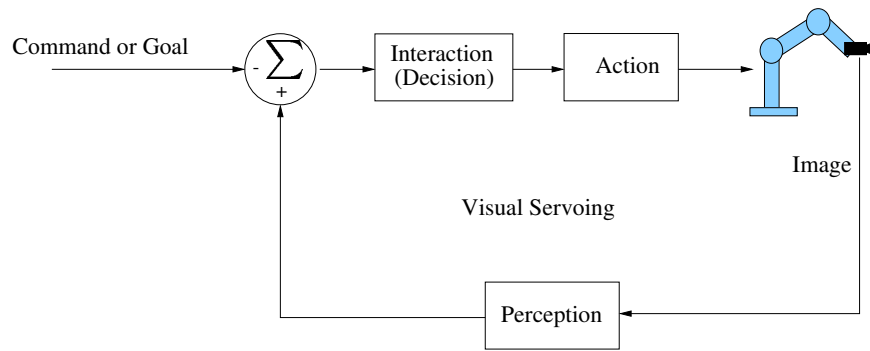 Command or Goal
- Σ
+
Interaction
(Decision)
Action
Image
Visual Servoing
Perception